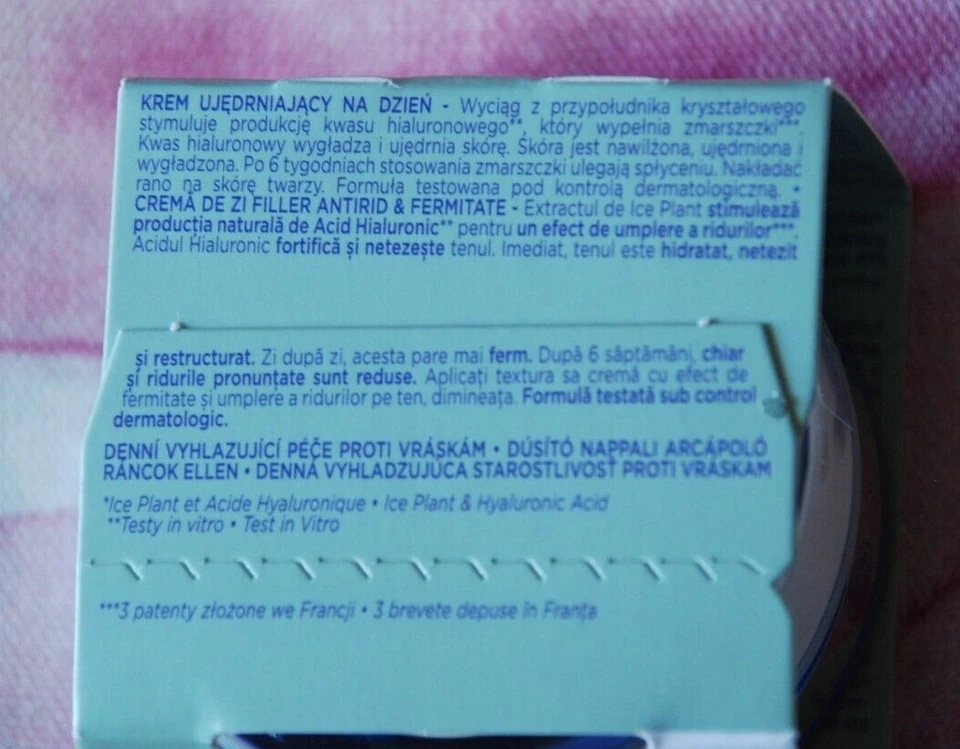 KREM UJĘDRNIAJĄCY NA DZIEŃ - Wyciąg z przypołudnika kryształowego
stymuluje produkcję kwasu hialuronowego**, który wypełnia zmarszczki***.
Kwas hialuronowy wygładza i ujędrnia skórę. Skóra jest nawilżona, ujędrniona i
wygładzona. Po 6 tygodniach stosowania zmarszczki ulegają spłyceniu. Nakładać
rano na skórę twarzy. Formuła testowana pod kontrolą dermatologiczną. •
CREMĂ DE ZI FILLER ANTIRID & FERMITATE - Extractul de Ice Plant stimulează
producția naturală de Acid Hialuronic** pentru un efect de umplere a ridurilor***.
Acidul Hialuronic fortifică și netezește tenul. Imediat, tenul este hidratat, netezit
și restructurat. Zi după zi, acesta pare mai ferm. După 6 săptămâni, chiar
și ridurile pronunțate sunt reduse. Aplicați textura sa cremă cu efect de
fermitate și umplere a ridurilor pe ten, dimineața. Formulă testată sub control
dermatologic.
DENNÍ VYHLAZUJÍCÍ PÉČE PROTI VRÁSKÁM • DÚSÍTÓ NAPPALI ARCÁPOLÓ
RÁNCOK ELLEN • DENNÁ VYHLADZUJÚCA STAROSTLIVOSŤ PROTI VRÁSKAM
*Ice Plant et Acide Hyaluronique • Ice Plant & Hyaluronic Acid
**Testy in vitro • Test in Vitro
***3 patenty złożone we Francji • 3 brevete depuse în Franța